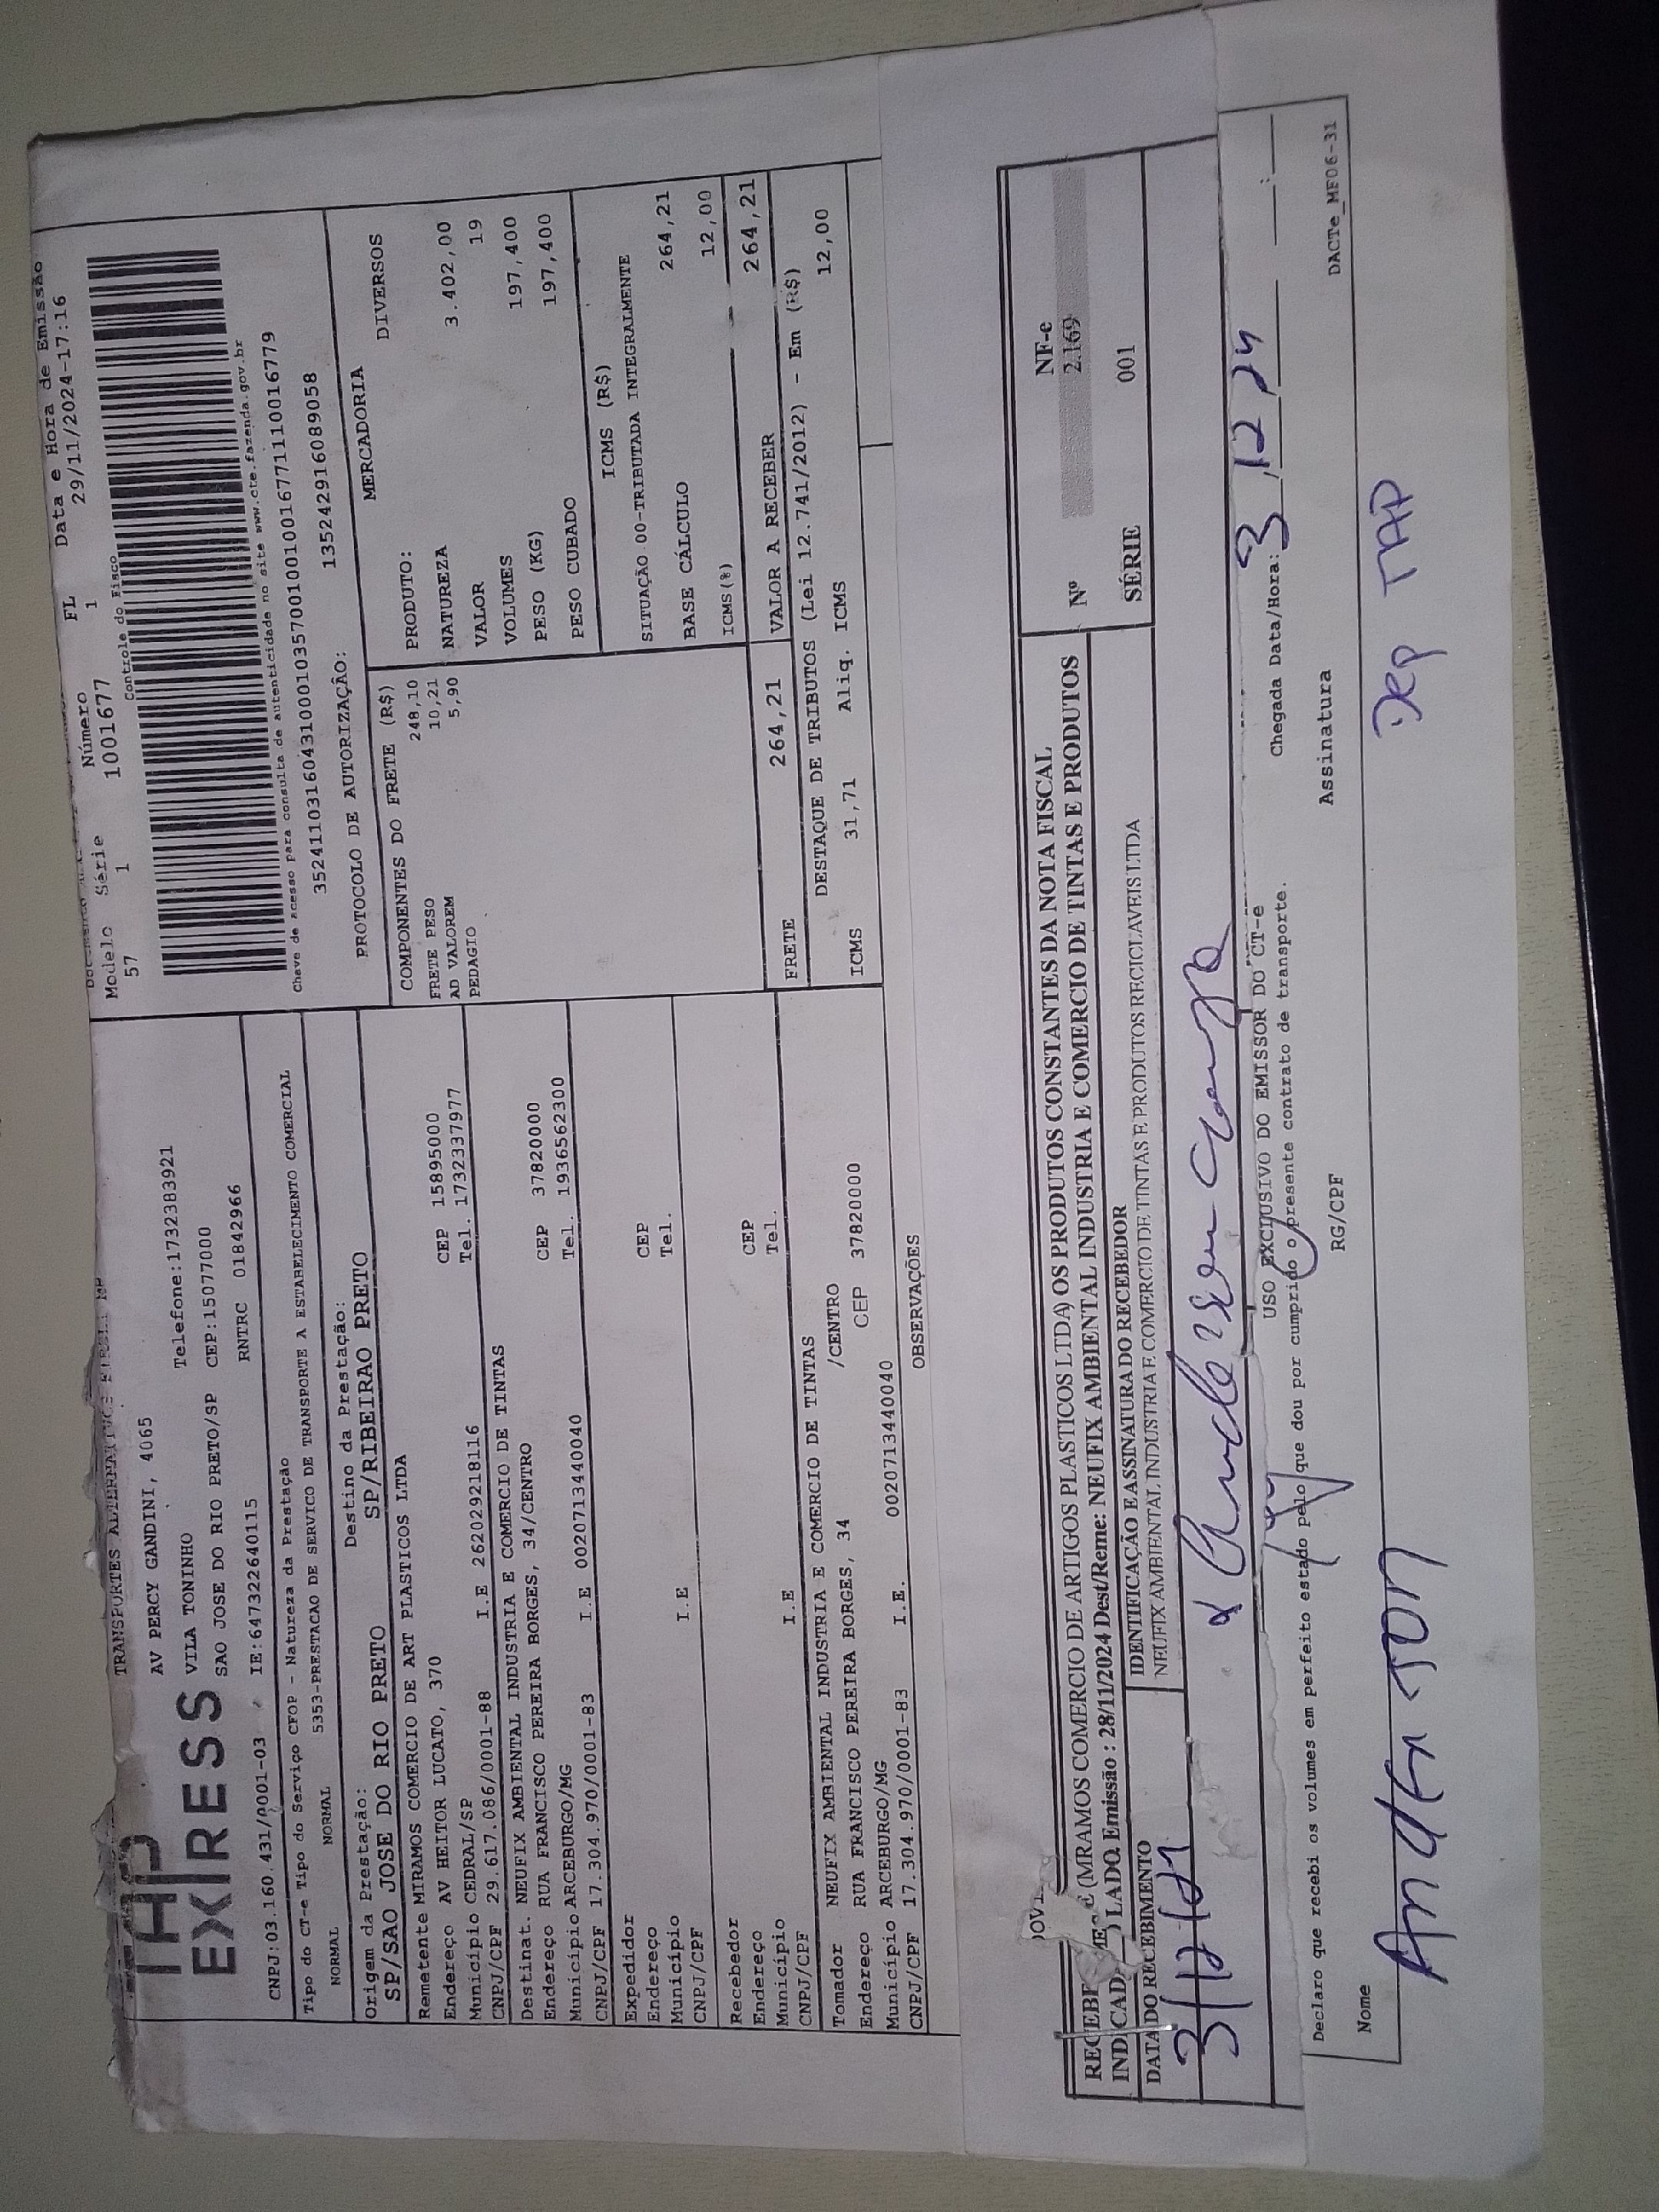 TAP
EXPRESS
TRANSPORTES ALTERNATIVOS
AV PERCY GANDINI, 4065
VILA TONINHO Telefone:1732383921
SAO JOSE DO RIO PRETO/SP CEP:15077000
CNPJ:03.160.431/0001-03 IE:647322640115 RNTRC 01842966
Tipo do CT-e Tipo do Serviço CFOP - Natureza da Prestação
NORMAL NORMAL 5353-PRESTACAO DE SERVICO DE TRANSPORTE A ESTABELECIMENTO COMERCIAL
Origem da Prestação: Destino da Prestação:
SP/SAO JOSE DO RIO PRETO SP/RIBEIRAO PRETO
Remetente MIRAMOS COMERCIO DE ART PLASTICOS LTDA
Endereço AV HEITOR LUCATO, 370 CEP 15895000
Município CEDRAL/SP Tel. 1732337977
CNPJ/CPF 29.617.086/0001-88 I.E 262029218116
Destinat. NEUFIX AMBIENTAL INDUSTRIA E COMERCIO DE TINTAS
Endereço RUA FRANCISCO PEREIRA BORGES, 34/CENTRO CEP 37820000
Município ARCEBURGO/MG Tel. 1936562300
CNPJ/CPF 17.304.970/0001-83 I.E 0020713440040
Expedidor
Endereço CEP
Município Tel.
CNPJ/CPF I.E
Recebedor
Endereço CEP
Município Tel.
CNPJ/CPF I.E
Tomador NEUFIX AMBIENTAL INDUSTRIA E COMERCIO DE TINTAS
Endereço RUA FRANCISCO PEREIRA BORGES, 34 /CENTRO
Município ARCEBURGO/MG CEP 37820000
CNPJ/CPF 17.304.970/0001-83 I.E. 0020713440040
OBSERVAÇÕES
Modelo Série Número FL Data e Hora de Emissão
57 1 1001677 1 29/11/2024-17:16
Controle do Fisco
Chave de acesso para consulta de autenticidade no site www.cte.fazenda.gov.br
35241103160431000103570010010016771110016779
PROTOCOLO DE AUTORIZAÇÃO: 135242916089058
COMPONENTES DO FRETE (R$)
FRETE PESO 248,10
AD VALOREM 10,21
PEDAGIO 5,90
MERCADORIA
PRODUTO: DIVERSOS
NATUREZA
VALOR 3.402,00
VOLUMES 19
PESO (KG) 197,400
PESO CUBADO 197,400
ICMS (R$)
SITUAÇÃO 00-TRIBUTADA INTEGRALMENTE
BASE CÁLCULO 264,21
ICMS(%) 12,00
FRETE 264,21 VALOR A RECEBER 264,21
DESTAQUE DE TRIBUTOS (Lei 12.741/2012) - Em (R$)
ICMS 31,71 Aliq. ICMS 12,00
RECEBE (MRAMOS COMERCIO DE ARTIGOS PLASTICOS LTDA) OS PRODUTOS CONSTANTES DA NOTA FISCAL
INDICADA LADO. Emissão : 28/11/2024 Dest/Reme: NEUFIX AMBIENTAL INDUSTRIA E COMERCIO DE TINTAS E PRODUTOS
DATA DO RECEBIMENTO
3/12/24
IDENTIFICAÇÃO E ASSINATURA DO RECEBEDOR
NEUFIX AMBIENTAL INDUSTRIA E COMERCIO DE TINTAS E PRODUTOS RECICLAVEIS LTDA
NF-e
Nº 2.169
SÉRIE 001
USO EXCLUSIVO DO EMISSOR DO CT-e
Declaro que recebi os volumes em perfeito estado pelo que dou por cumprido o presente contrato de transporte.
Chegada Data/Hora: 3/12/24 :
Nome RG/CPF Assinatura
Anderson Dep TAP
DACTe_MF06-31